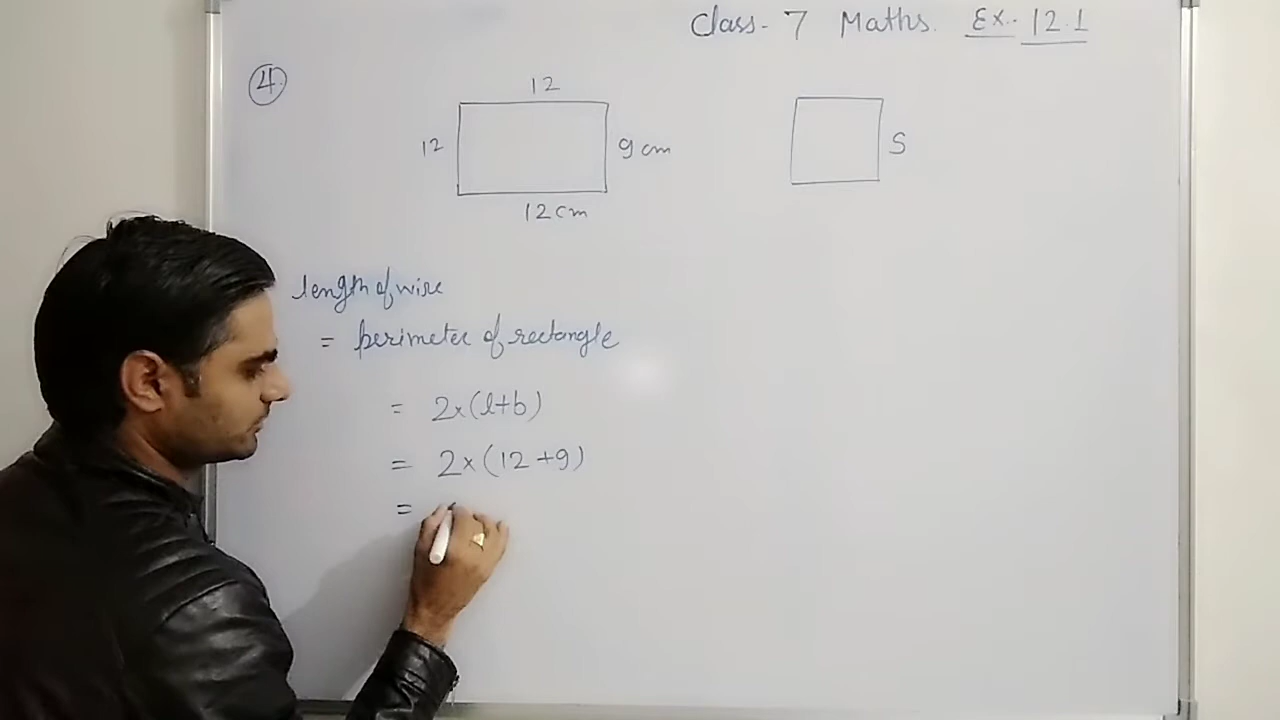 Class- 7 Maths. Ex.- 12.1
4.
12
12
9 cm
S
12 cm
length of wire
= perimeter of rectangle
= 2×(l+b)
= 2×(12+9)
=